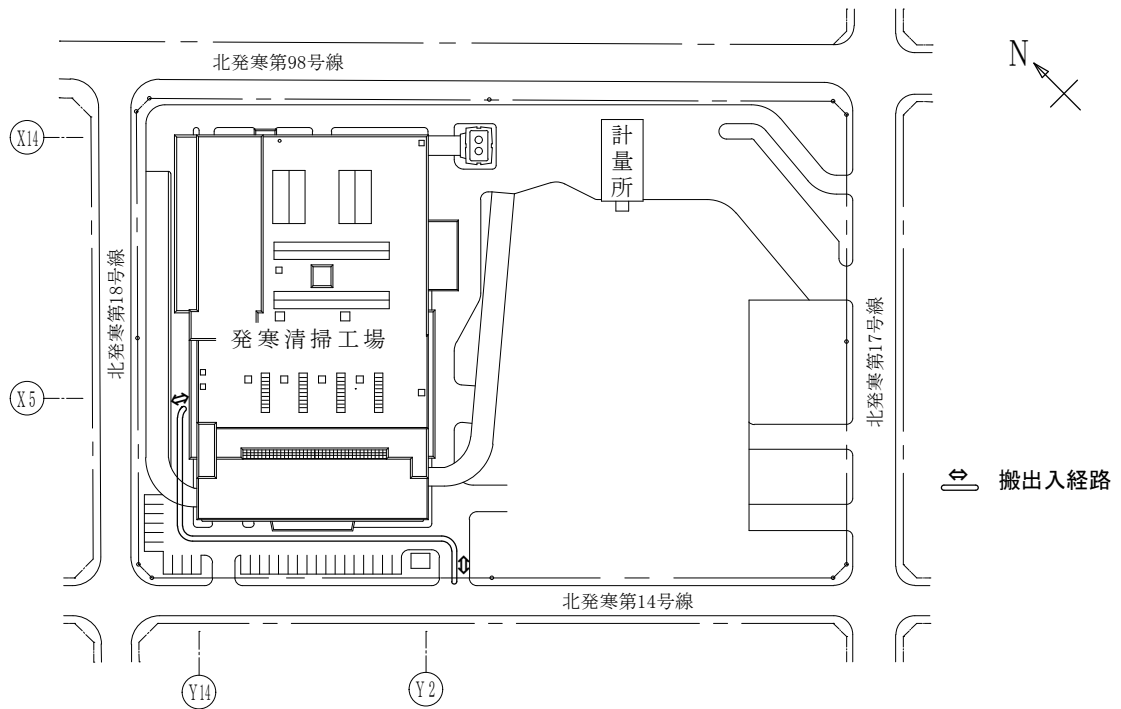 北発寒第98号線
N
X14
計量所
北発寒第18号線
発寒清掃工場
北発寒第17号線
X5
搬出入経路
北発寒第14号線
Y14
Y2